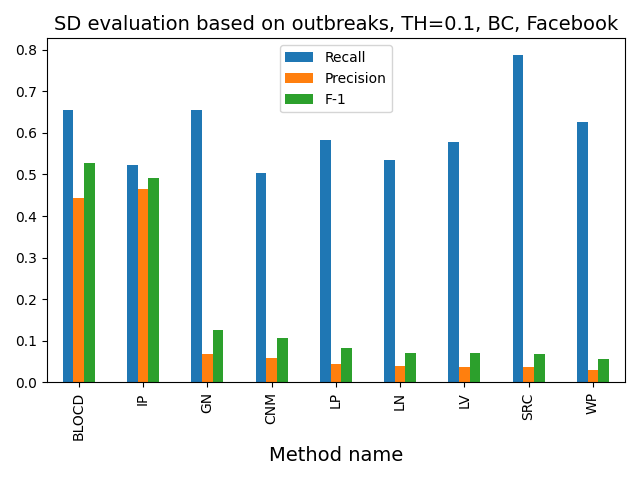 SD evaluation based on outbreaks, TH=0.1, BC, Facebook
Recall
Precision
F-1
0.8
0.7
0.6
0.5
0.4
0.3
0.2
0.1
0.0
BLOCD
IP
GN
CNM
LP
LN
LV
SRC
WP
Method name